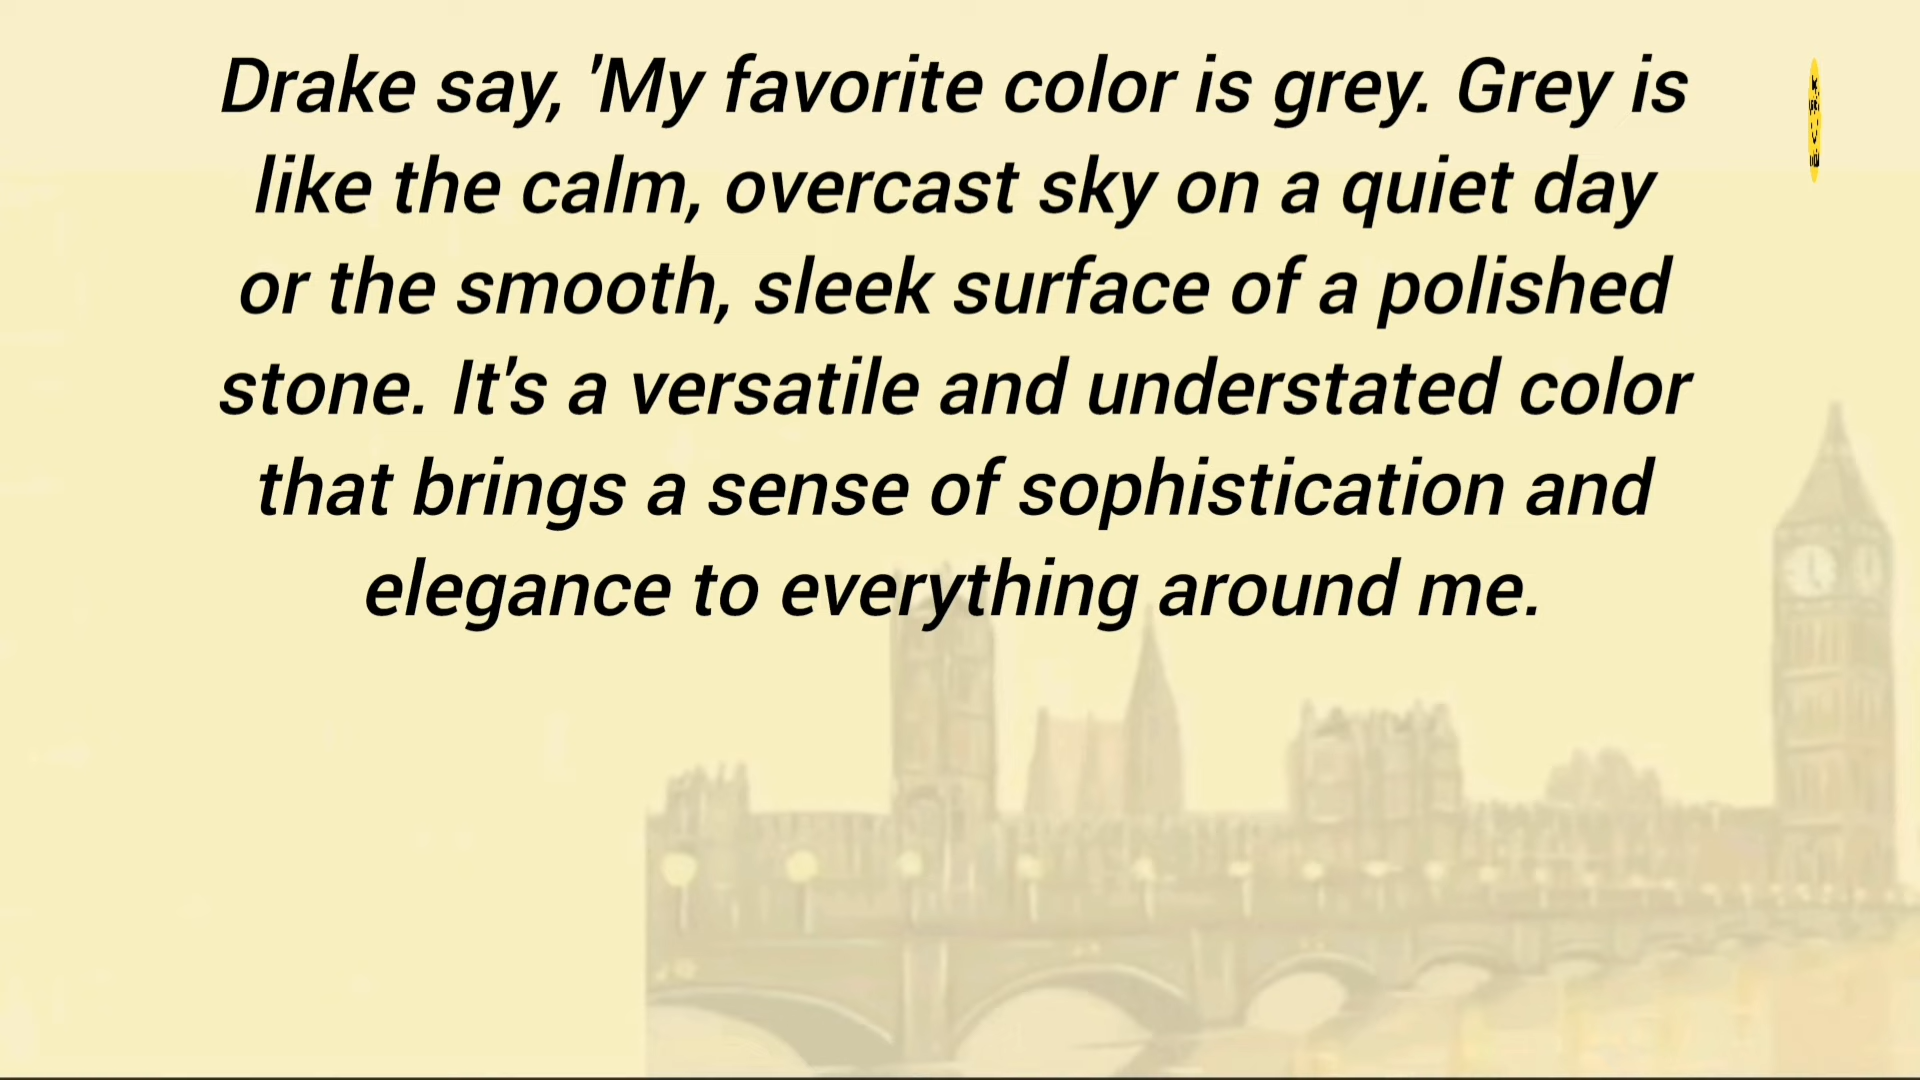 Drake say, 'My favorite color is grey. Grey is
like the calm, overcast sky on a quiet day
or the smooth, sleek surface of a polished
stone. It's a versatile and understated color
that brings a sense of sophistication and
elegance to everything around me.